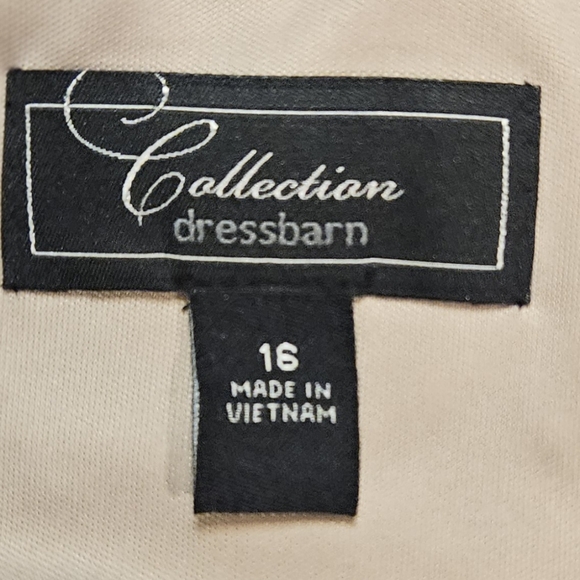 Collection
dressbarn
16
MADE IN
VIETNAM